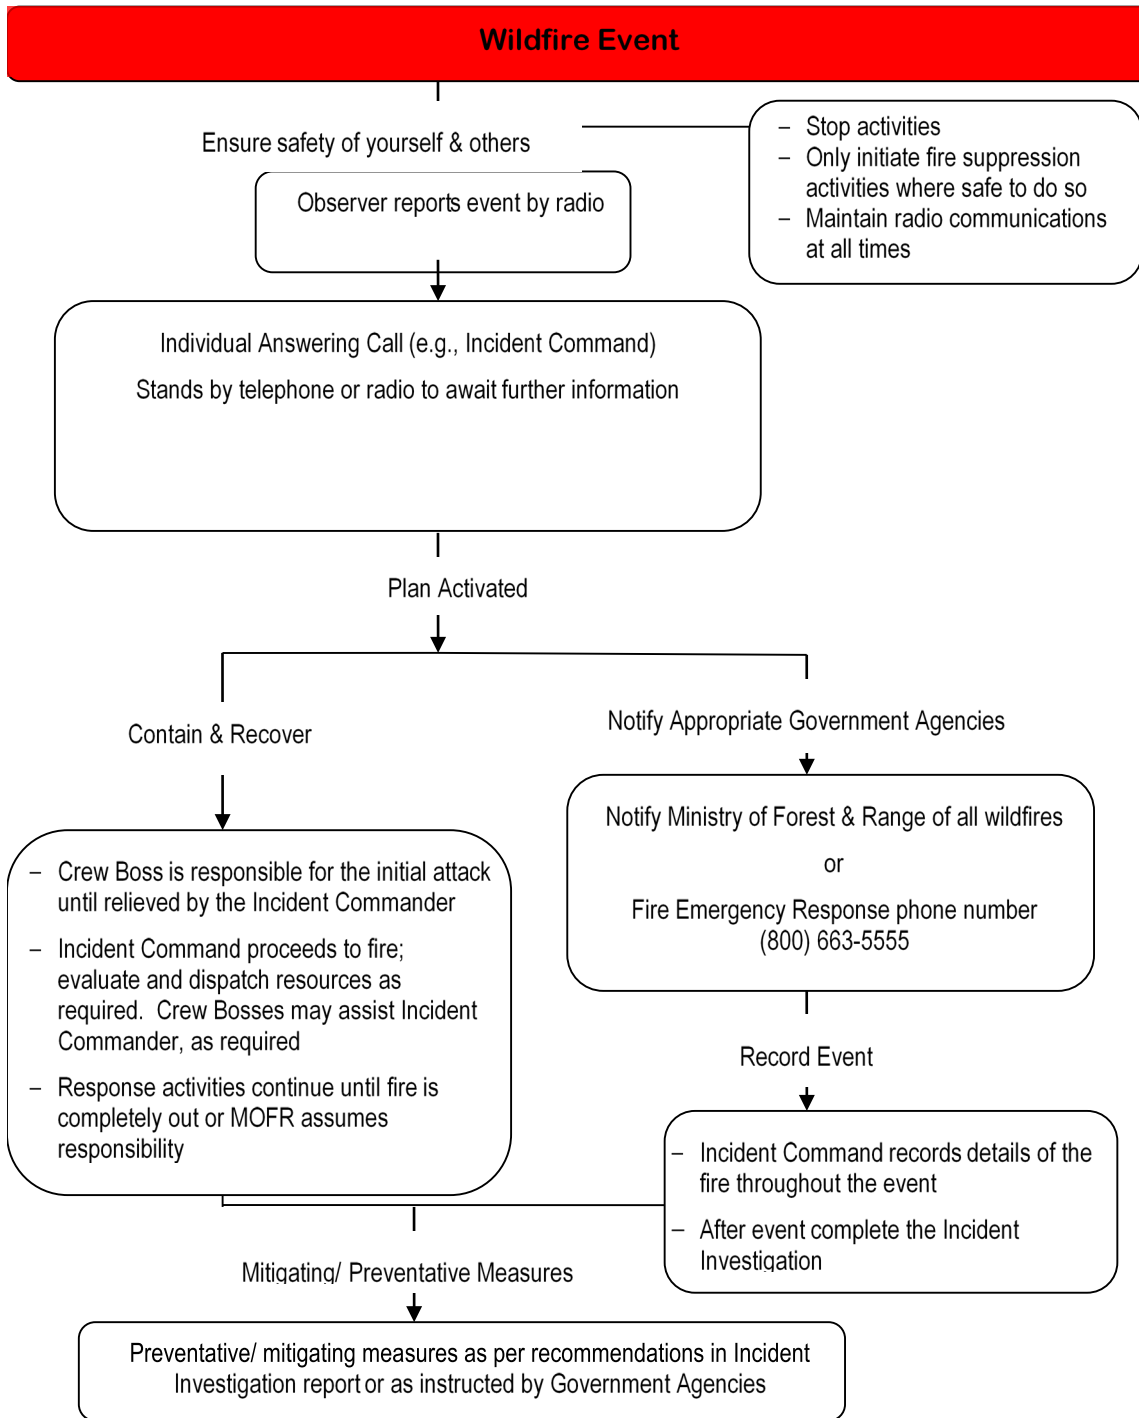 Wildfire Event
Ensure safety of yourself & others
– Stop activities
– Only initiate fire suppression
activities where safe to do so
– Maintain radio communications
at all times
Observer reports event by radio
Individual Answering Call (e.g., Incident Command)
Stands by telephone or radio to await further information
Plan Activated
Contain & Recover
– Crew Boss is responsible for the initial attack
until relieved by the Incident Commander
– Incident Command proceeds to fire;
evaluate and dispatch resources as
required. Crew Bosses may assist Incident
Commander, as required
– Response activities continue until fire is
completely out or MOFR assumes
responsibility
Notify Appropriate Government Agencies
Notify Ministry of Forest & Range of all wildfires
or
Fire Emergency Response phone number
(800) 663-5555
Record Event
– Incident Command records details of the
fire throughout the event
– After event complete the Incident
Investigation
Mitigating/ Preventative Measures
Preventative/ mitigating measures as per recommendations in Incident
Investigation report or as instructed by Government Agencies